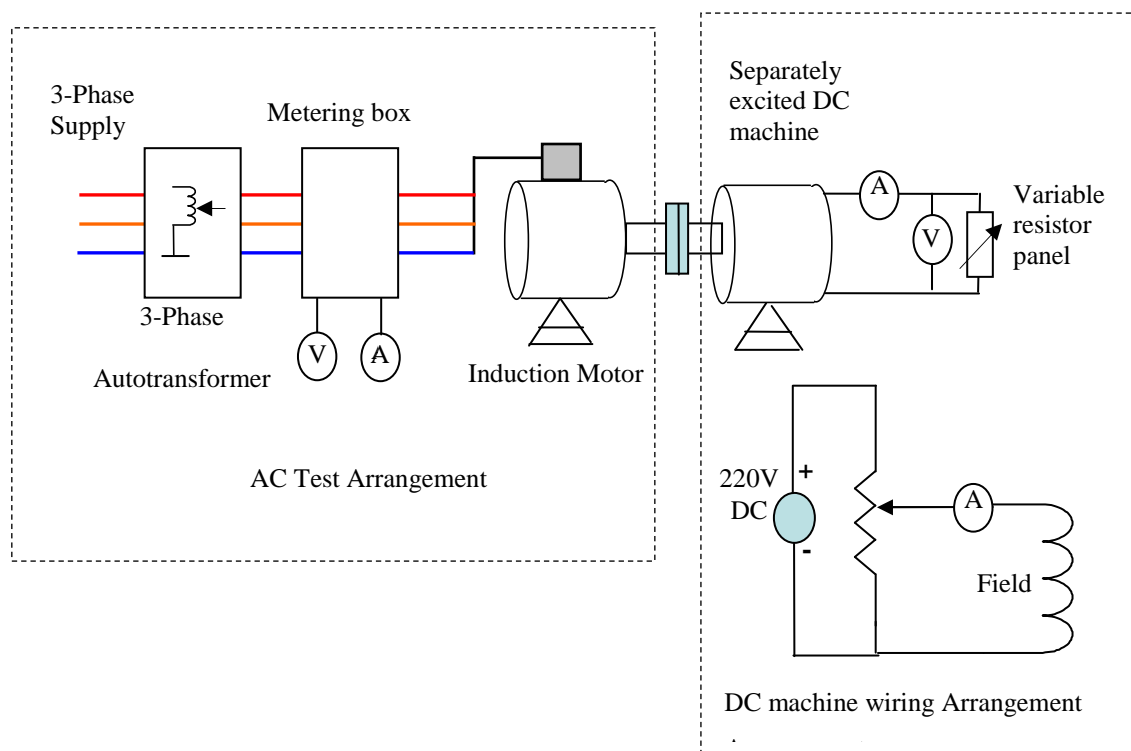 3-Phase
Supply
Metering box
3-Phase
Autotransformer
V
A
Induction Motor
AC Test Arrangement
Separately
excited DC
machine
A
V
Variable
resistor
panel
220V
DC
+
-
A
Field
DC machine wiring Arrangement